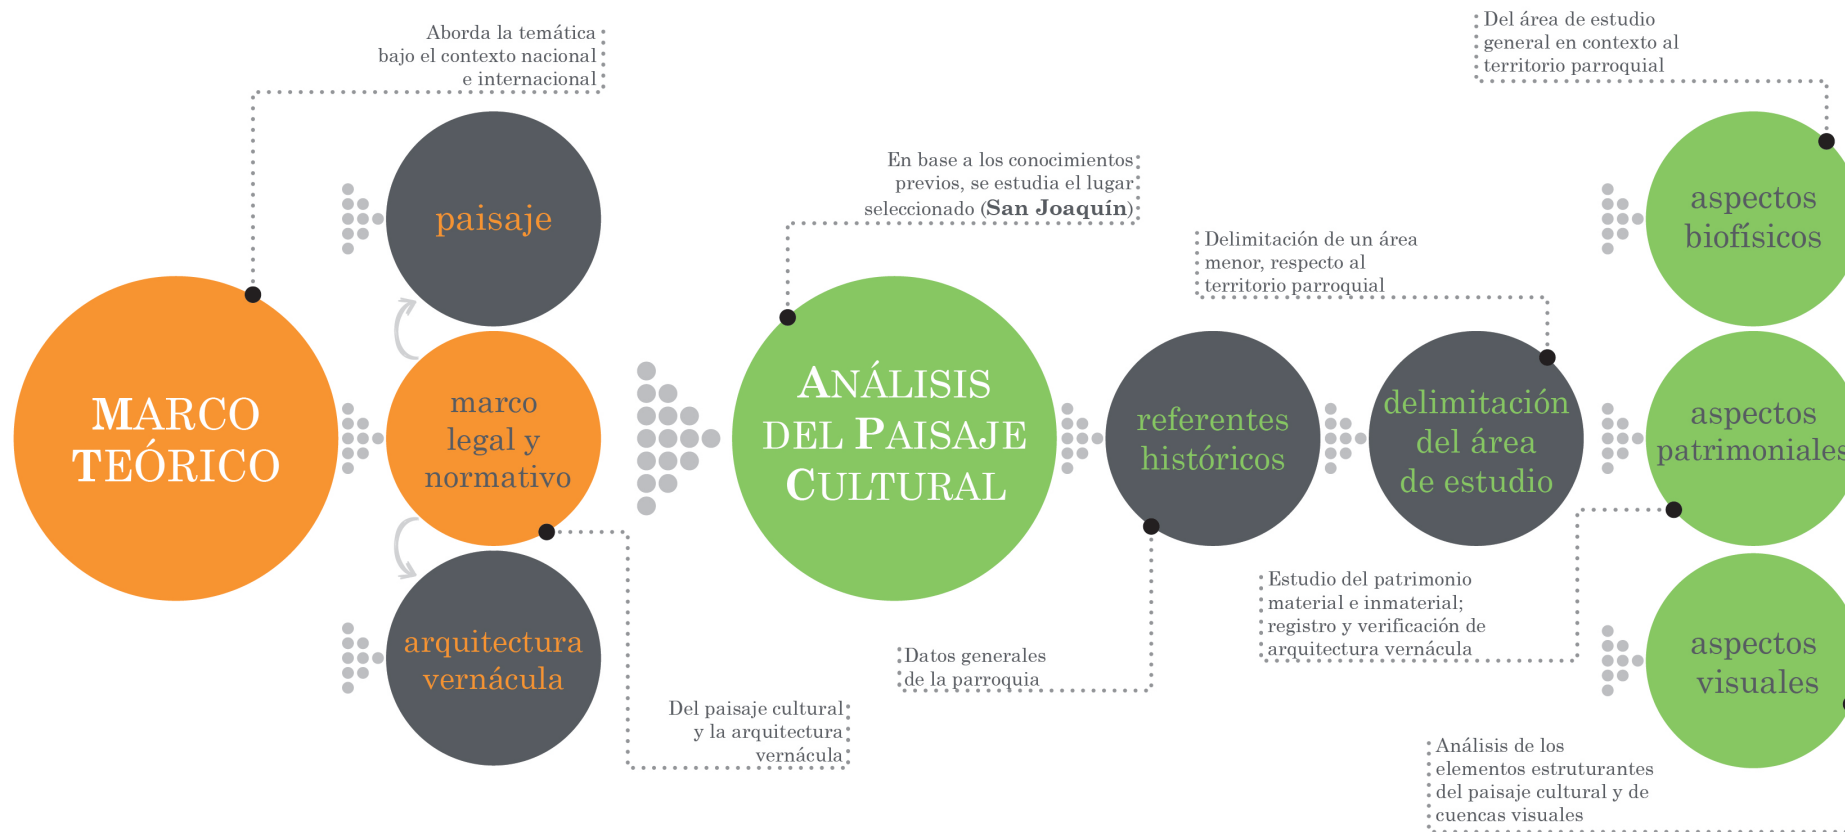 Aborda la temática
bajo el contexto nacional
e internacional
MARCO
TEÓRICO
paisaje
marco
legal y
normativo
arquitectura
vernácula
Del paisaje cultural
y la arquitectura
vernácula
En base a los conocimientos
previos, se estudia el lugar
seleccionado (San Joaquín)
ANÁLISIS
DEL PAISAJE
CULTURAL
Datos generales
de la parroquia
referentes
históricos
Delimitación de un área
menor, respecto al
territorio parroquial
delimitación
del área
de estudio
Estudio del patrimonio
material e inmaterial;
registro y verificación de
arquitectura vernácula
Del área de estudio
general en contexto al
territorio parroquial
aspectos
biofísicos
aspectos
patrimoniales
aspectos
visuales
Análisis de los
elementos estruturantes
del paisaje cultural y de
cuencas visuales